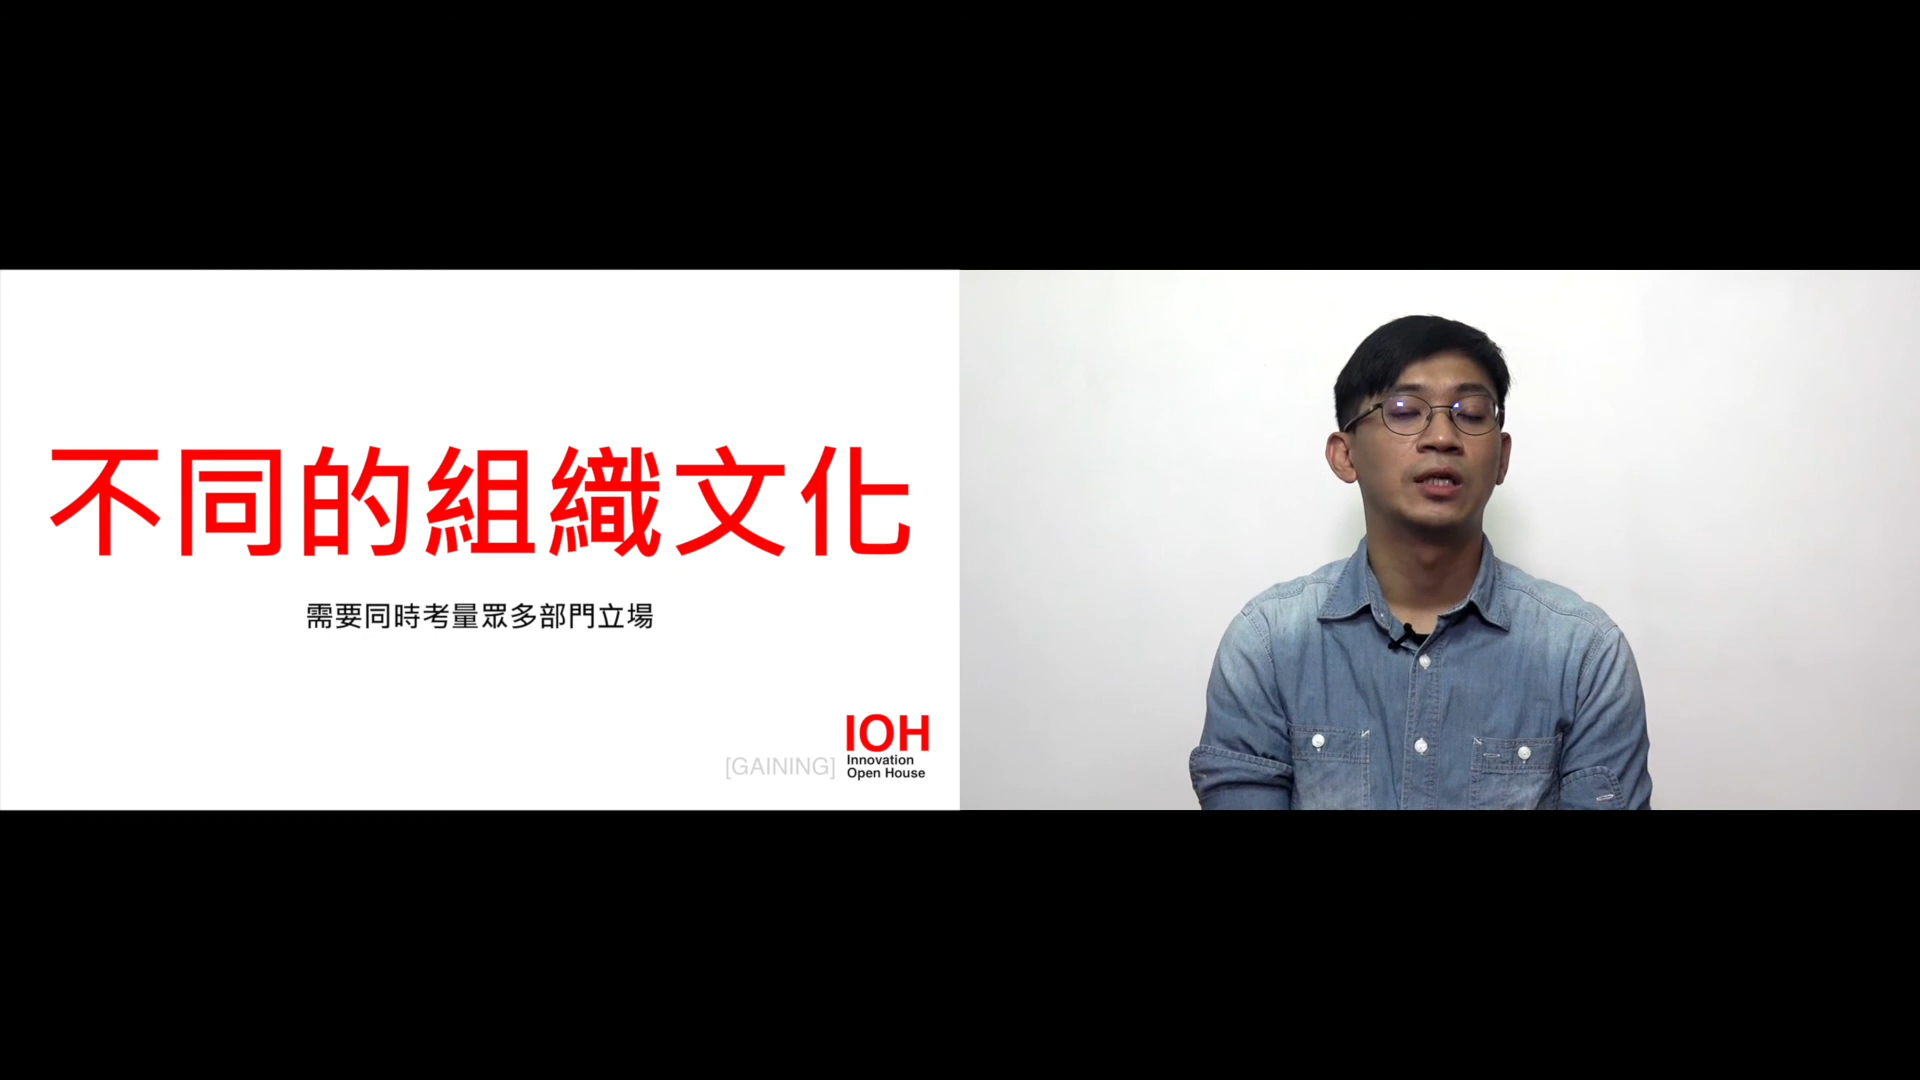 不同的組織文化
需要同時考量眾多部門立場
[GAINING]
IOH
Innovation
Open House